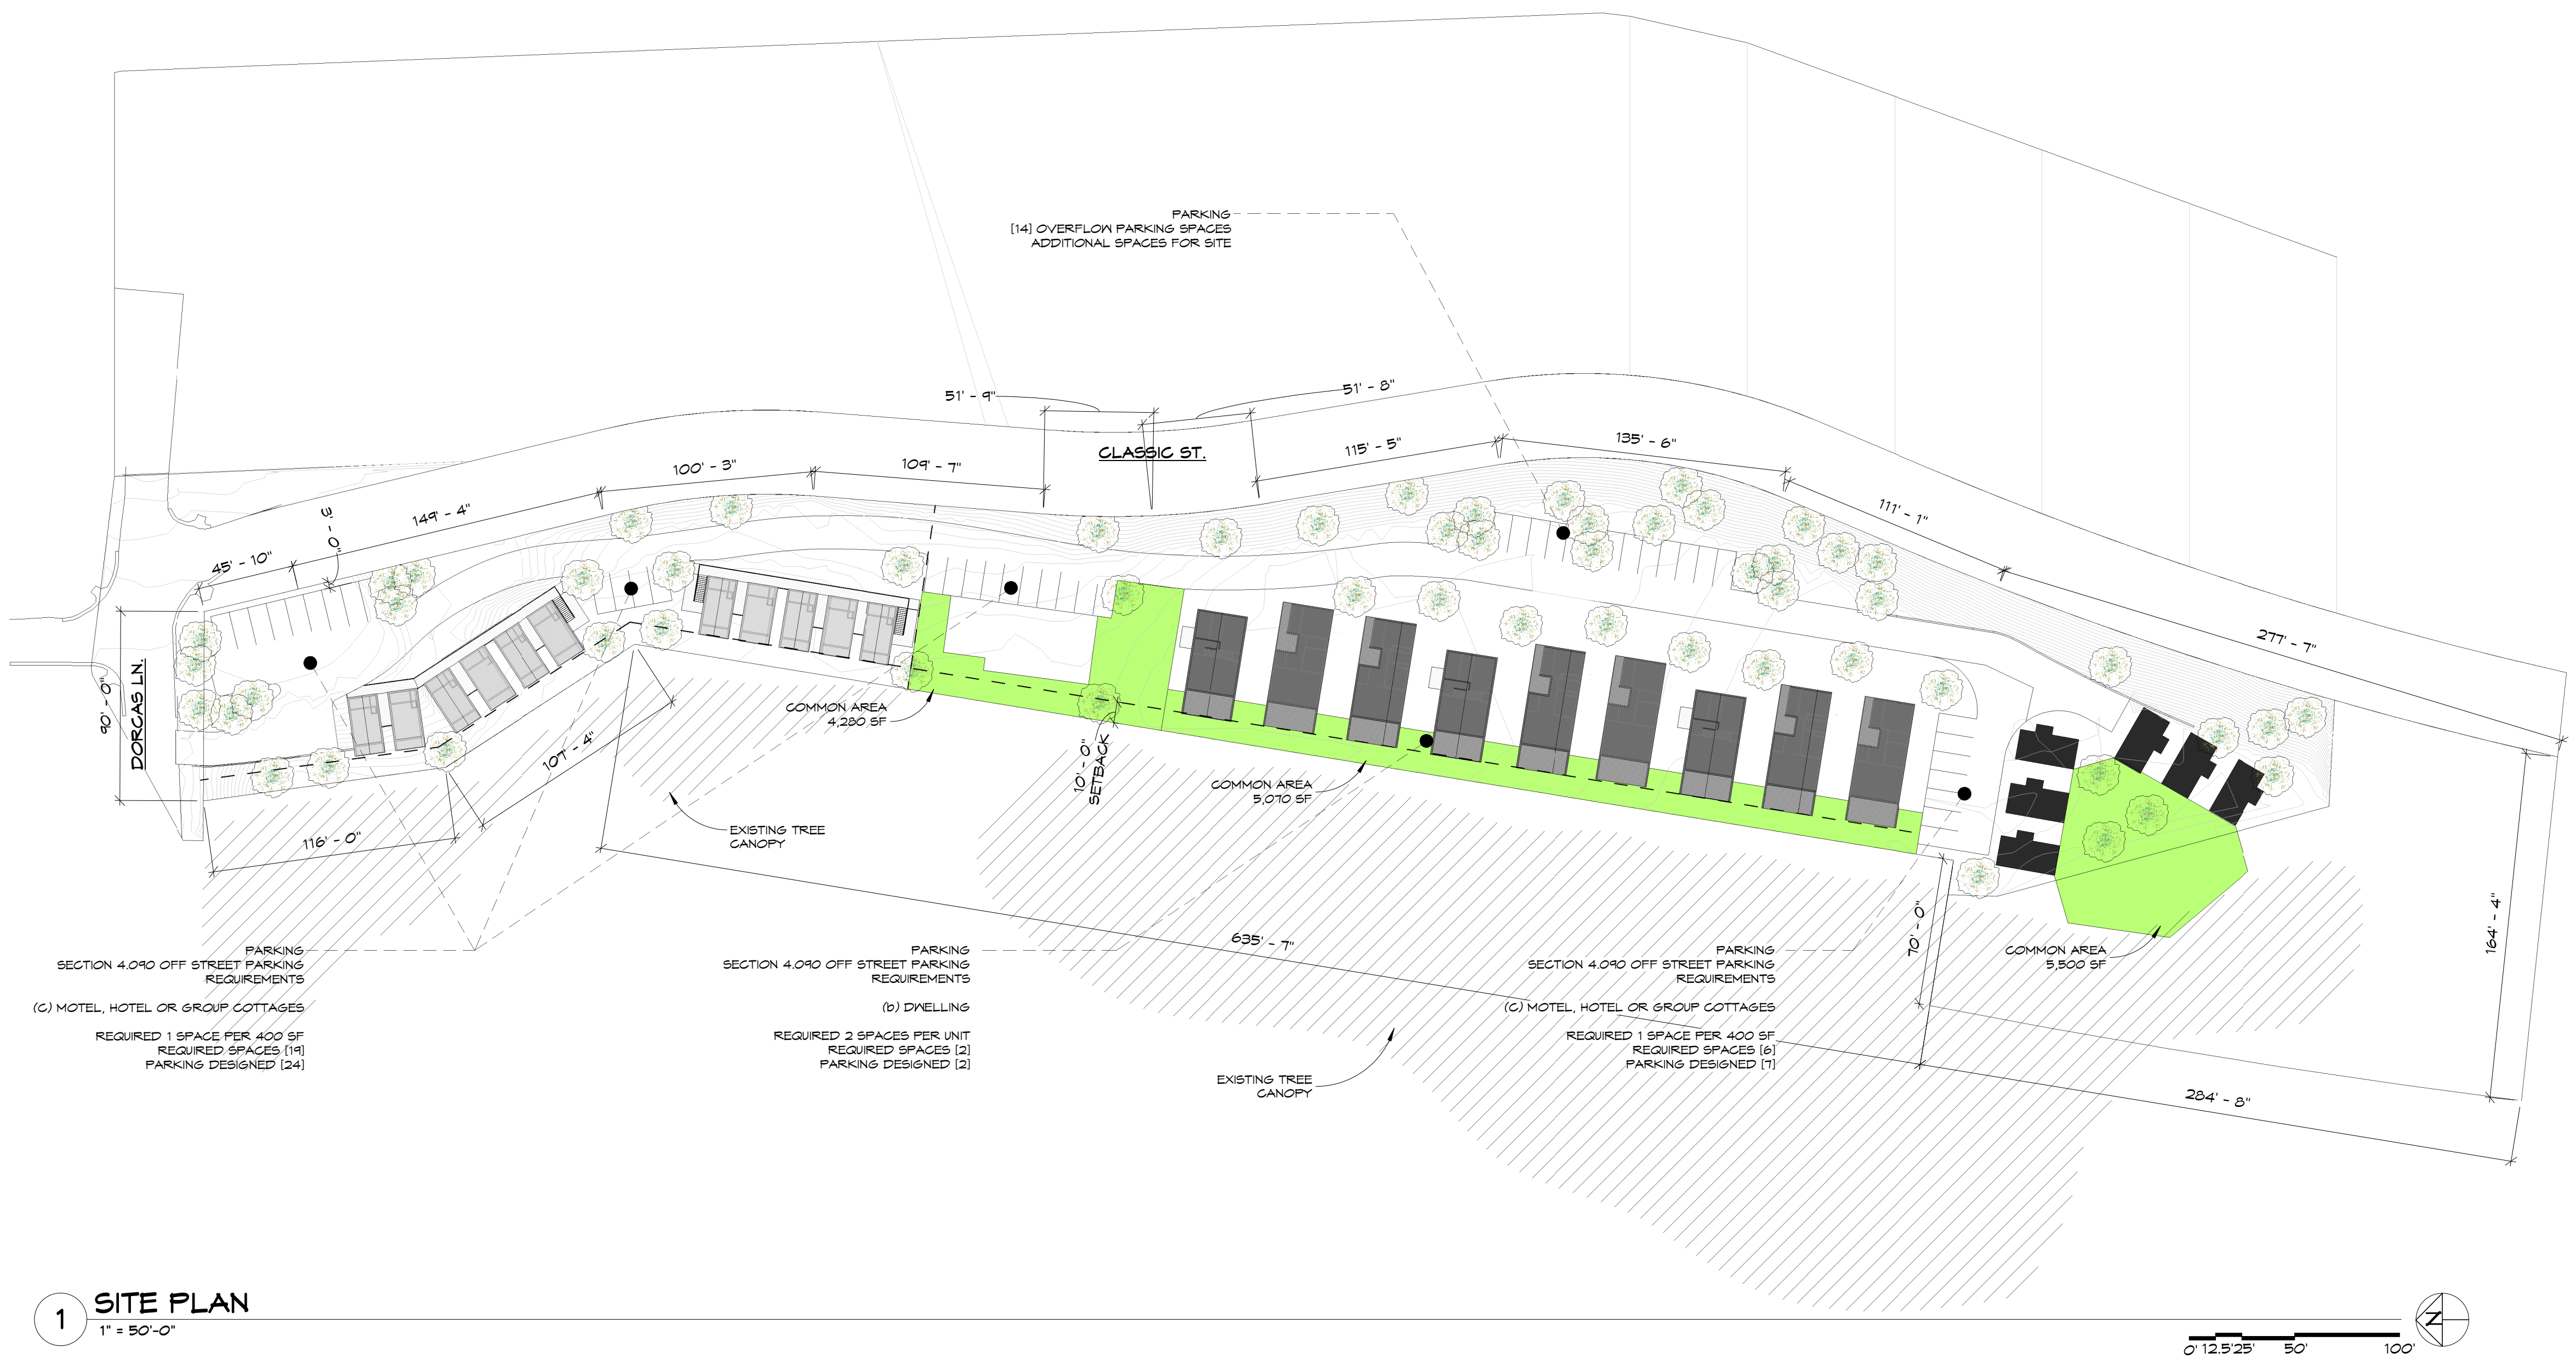 PARKING
[14] OVERFLOW PARKING SPACES
ADDITIONAL SPACES FOR SITE
51' - 9"
51' - 8"
CLASSIC ST.
115' - 5"
135' - 6"
111' - 1"
277' - 7"
109' - 7"
100' - 3"
149' - 4"
3' - 0"
45' - 10"
90' - 0"
DORCAS LN.
116' - 0"
107' - 4"
COMMON AREA
4,280 SF
EXISTING TREE
CANOPY
10' - 0"
SETBACK
COMMON AREA
5,070 SF
635' - 7"
70' - 0"
COMMON AREA
5,500 SF
164' - 4"
284' - 8"
PARKING
SECTION 4.090 OFF STREET PARKING
REQUIREMENTS
(C) MOTEL, HOTEL OR GROUP COTTAGES
REQUIRED 1 SPACE PER 400 SF
REQUIRED SPACES [19]
PARKING DESIGNED [24]
PARKING
SECTION 4.090 OFF STREET PARKING
REQUIREMENTS
(b) DWELLING
REQUIRED 2 SPACES PER UNIT
REQUIRED SPACES [2]
PARKING DESIGNED [2]
PARKING
SECTION 4.090 OFF STREET PARKING
REQUIREMENTS
(C) MOTEL, HOTEL OR GROUP COTTAGES
REQUIRED 1 SPACE PER 400 SF
REQUIRED SPACES [6]
PARKING DESIGNED [7]
EXISTING TREE
CANOPY
1
SITE PLAN
1" = 50'-0"
0' 12.5' 25' 50' 100'
N